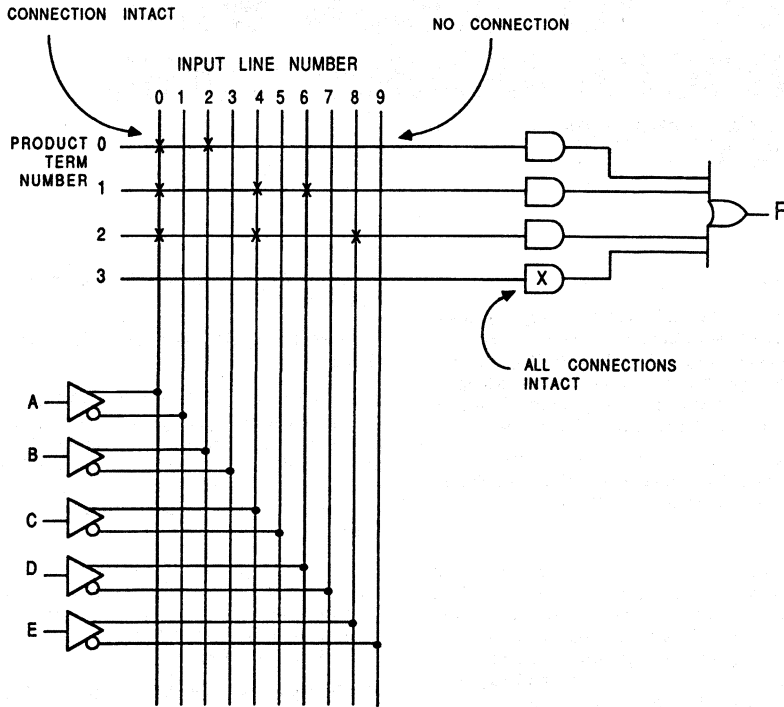 CONNECTION INTACT
NO CONNECTION
INPUT LINE NUMBER
0 1 2 3 4 5 6 7 8 9
PRODUCT 0
TERM
NUMBER 1
2
3
X
F
ALL CONNECTIONS
INTACT
A
B
C
D
E